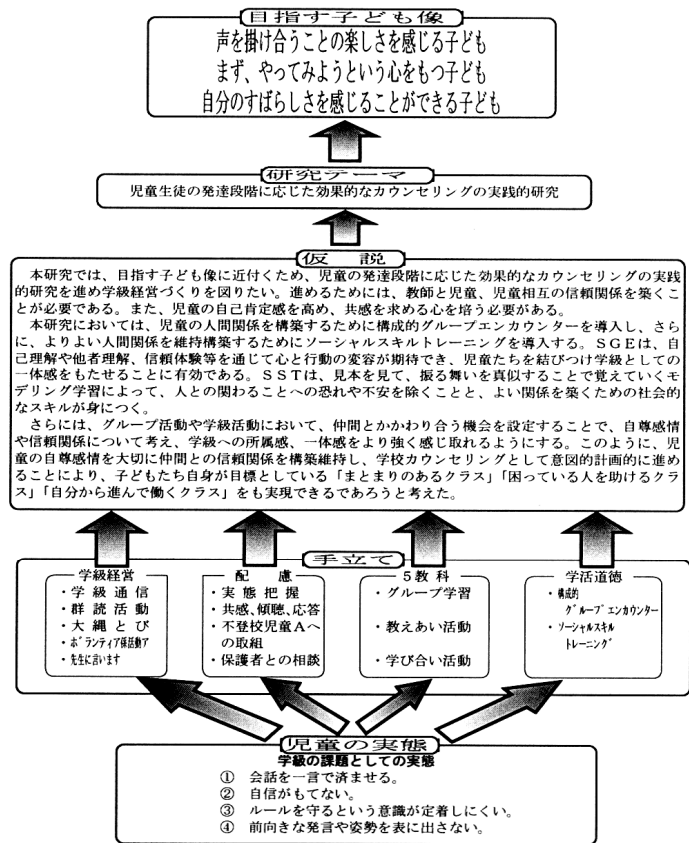 目指す子ども像
声を掛け合うことの楽しさを感じる子ども
まず、やってみようという心をもつ子ども
自分のすばらしさを感じることができる子ども
研究テーマ
児童生徒の発達段階に応じた効果的なカウンセリングの実践的研究
仮 説
本研究では、目指す子ども像に近付くため、児童の発達段階に応じた効果的なカウンセリングの実践
的研究を進め学級経営づくりを図りたい。進めるためには、教師と児童、児童相互の信頼関係を築くこ
とが必要である。また、児童の自己肯定感を高め、共感を求める心を培う必要がある。
本研究においては、児童の人間関係を構築するために構成的グループエンカウンターを導入し、さら
に、よりよい人間関係を維持構築するためにソーシャルスキルトレーニングを導入する。SGEは、自
己理解や他者理解、信頼体験等を通じて心と行動の変容が期待でき、児童たちを結びつけ学級としての
一体感をもたせることに有効である。SSTは、見本を見て、振る舞いを真似することで覚えていくモ
デリング学習によって、人との関わることへの恐れや不安を除くことと、よい関係を築くための社会的
なスキルが身につく。
さらには、グループ活動や学級活動において、仲間とかかわり合う機会を設定することで、自尊感情
や信頼関係について考え、学級への所属感、一体感をより強く感じ取れるようにする。このように、児
童の自尊感情を大切に仲間との信頼関係を構築維持し、学校カウンセリングとして意図的計画的に進め
ることにより、子どもたち自身が目標としている「まとまりのあるクラス」「困っている人を助けるクラ
ス」「自分から進んで働くクラス」をも実現できるであろうと考えた。
手立て
学級経営
・学級通信
・群読活動
・大縄とび
・ボランティア係活動ア
・先生に言います
配 慮
・実態把握
・共感、傾聴、応答
・不登校児童Aへ
の取組
・保護者との相談
5教科
・グループ学習
・教えあい活動
・学び合い活動
学活道徳
・構成的
グループエンカウンター
・ソーシャルスキル
トレーニング
児童の実態
学級の課題としての実態
① 会話を一言で済ませる。
② 自信がもてない。
③ ルールを守るという意識が定着しにくい。
④ 前向きな発言や姿勢を表に出さない。